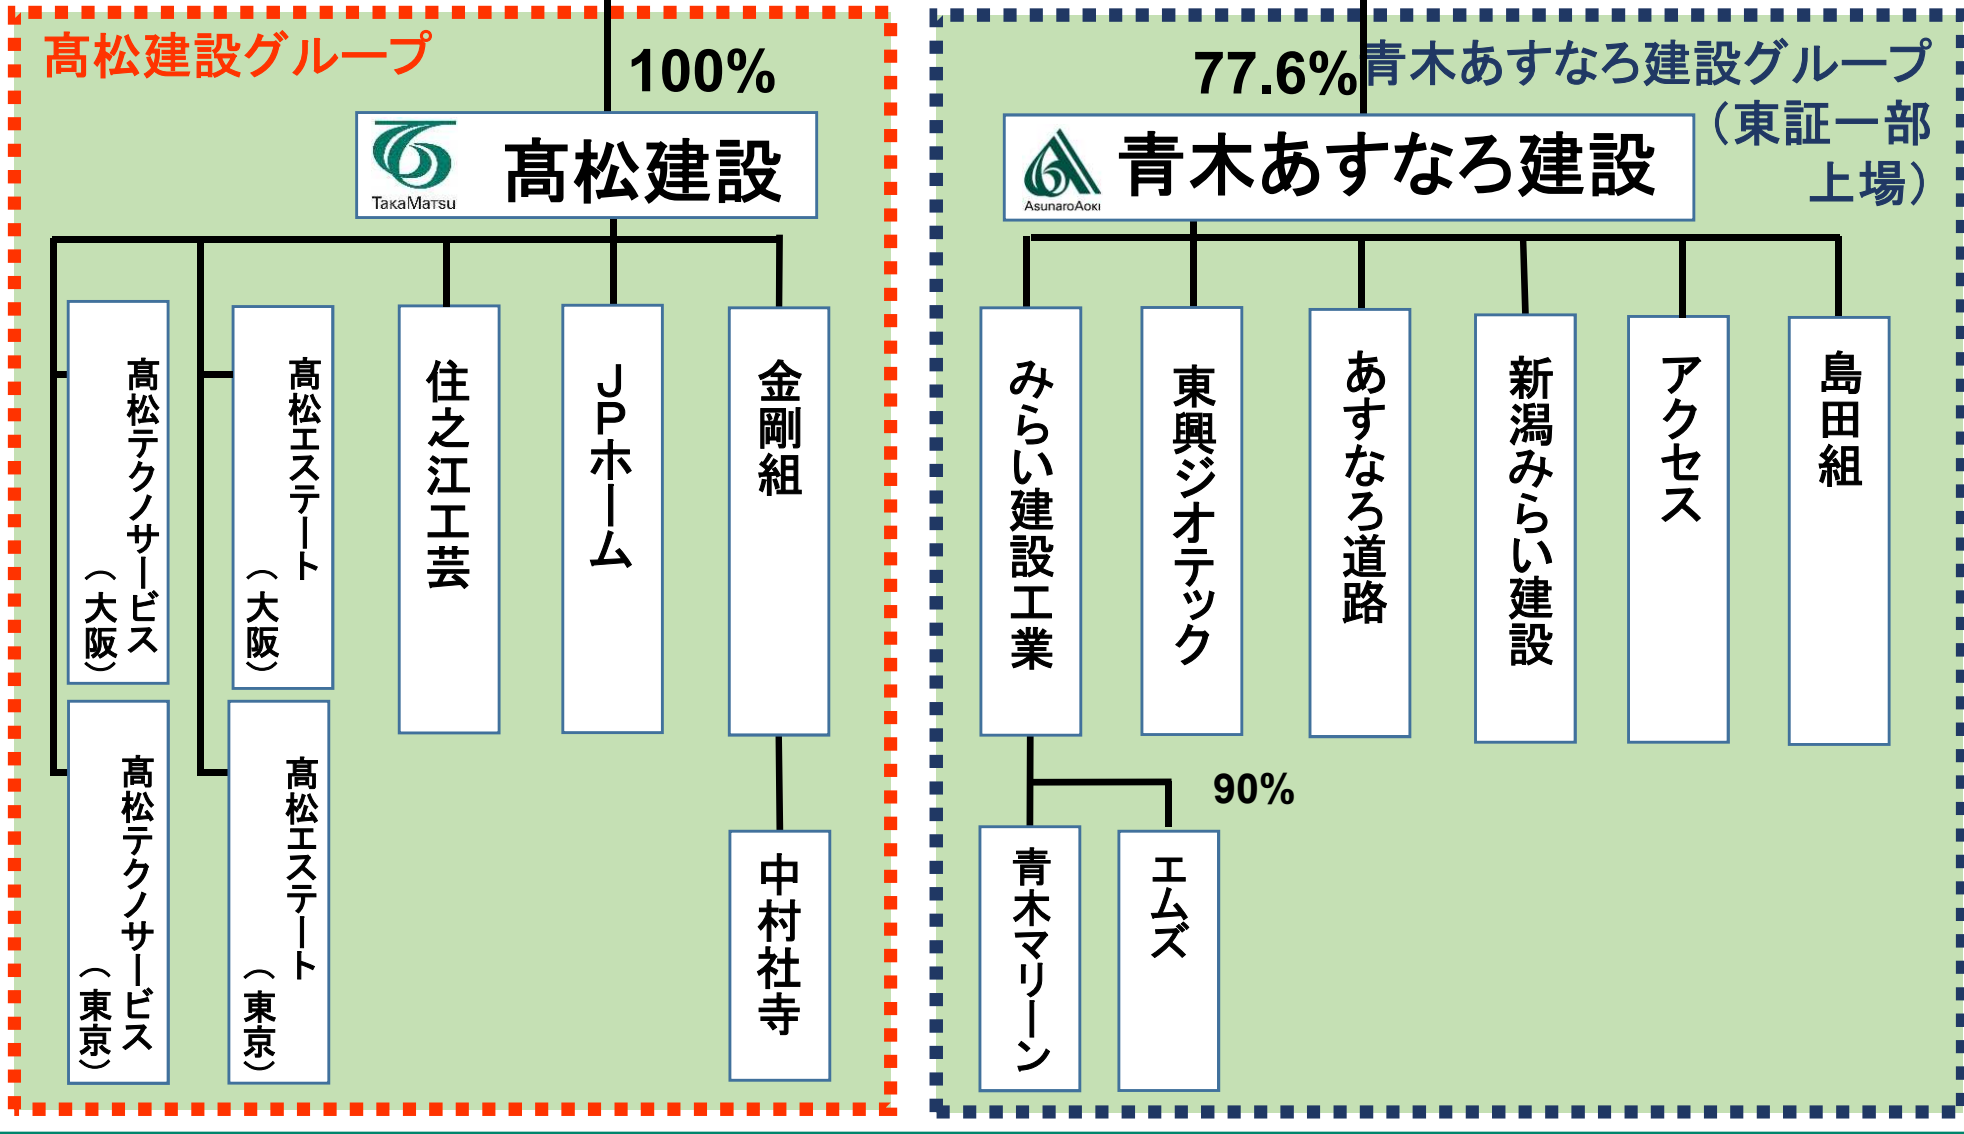 髙松建設グループ
100%
TakaMatsu
髙松建設
髙松テクノサービス
（大阪）
髙松エステート
（大阪）
住之江工芸
ＪＰホーム
金剛組
髙松テクノサービス
（東京）
髙松エステート
（東京）
中村社寺
77.6%
青木あすなろ建設グループ
（東証一部
上場）
AsunaroAoki
青木あすなろ建設
みらい建設工業
東興ジオテック
あすなろ道路
新潟みらい建設
アクセス
島田組
90%
青木マリーン
エムズ